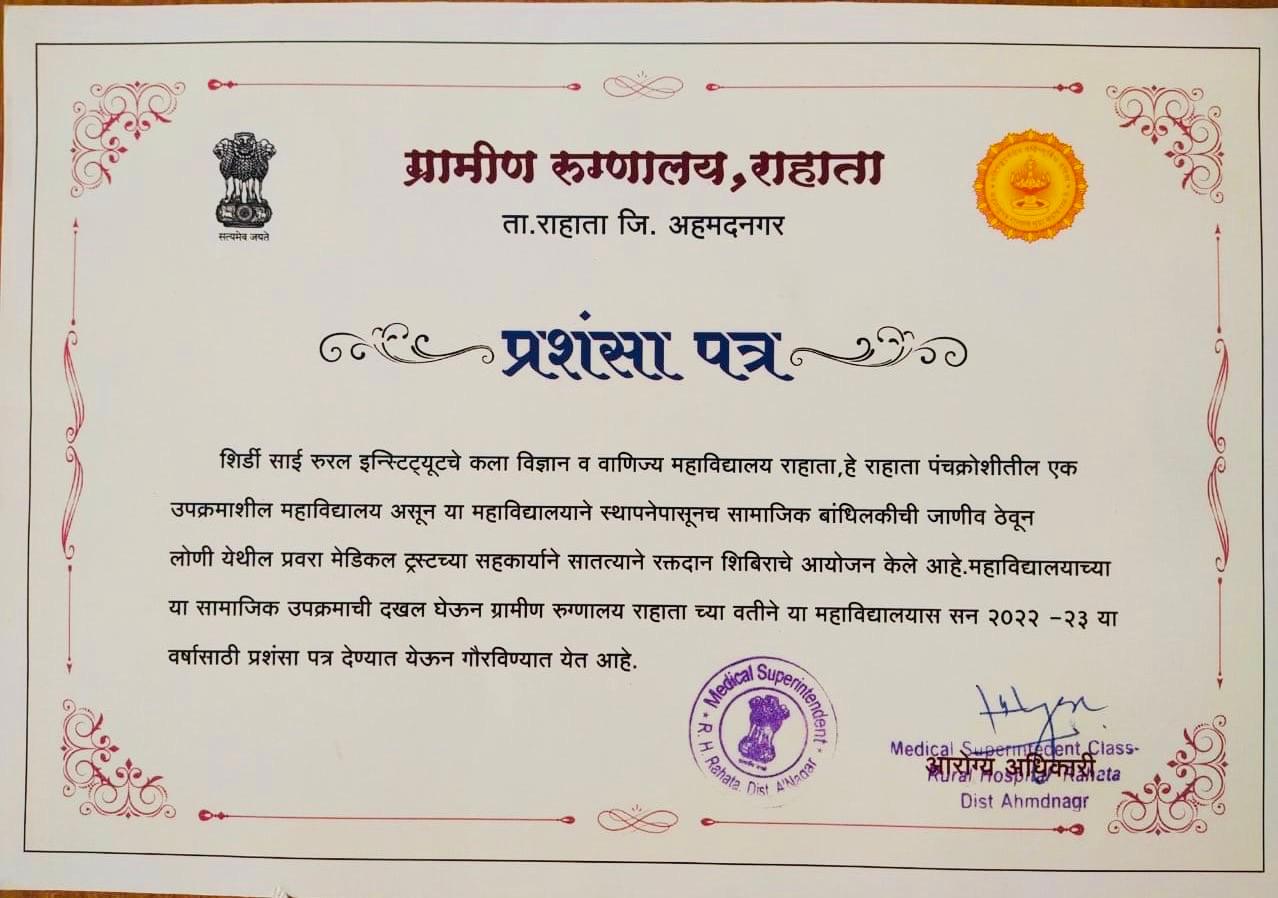 ग्रामीण रुग्णालय,राहाता
सत्यमेव जयते
ता.राहाता जि. अहमदनगर
प्रशंसा पत्र
शिर्डी साई रुरल इन्स्टिट्यूटचे कला विज्ञान व वाणिज्य महाविद्यालय राहाता,हे राहाता पंचक्रोशीतील एक
उपक्रमाशील महाविद्यालय असून या महाविद्यालयाने स्थापनेपासूनच सामाजिक बांधिलकीची जाणीव ठेवून
लोणी येथील प्रवरा मेडिकल ट्रस्टच्या सहकार्याने सातत्याने रक्तदान शिबिराचे आयोजन केले आहे.महाविद्यालयाच्या
या सामाजिक उपक्रमाची दखल घेऊन ग्रामीण रुग्णालय राहाता च्या वतीने या महाविद्यालयास सन २०२२ -२३ या
वर्षासाठी प्रशंसा पत्र देण्यात येऊन गौरविण्यात येत आहे.
Medical Superintendent
R. H. Rahata, Dist. A'Nagar
Medical Superintedent Class-
आरोग्य अधिकारी
Rural Hospital Rahata
Dist Ahmdnagr